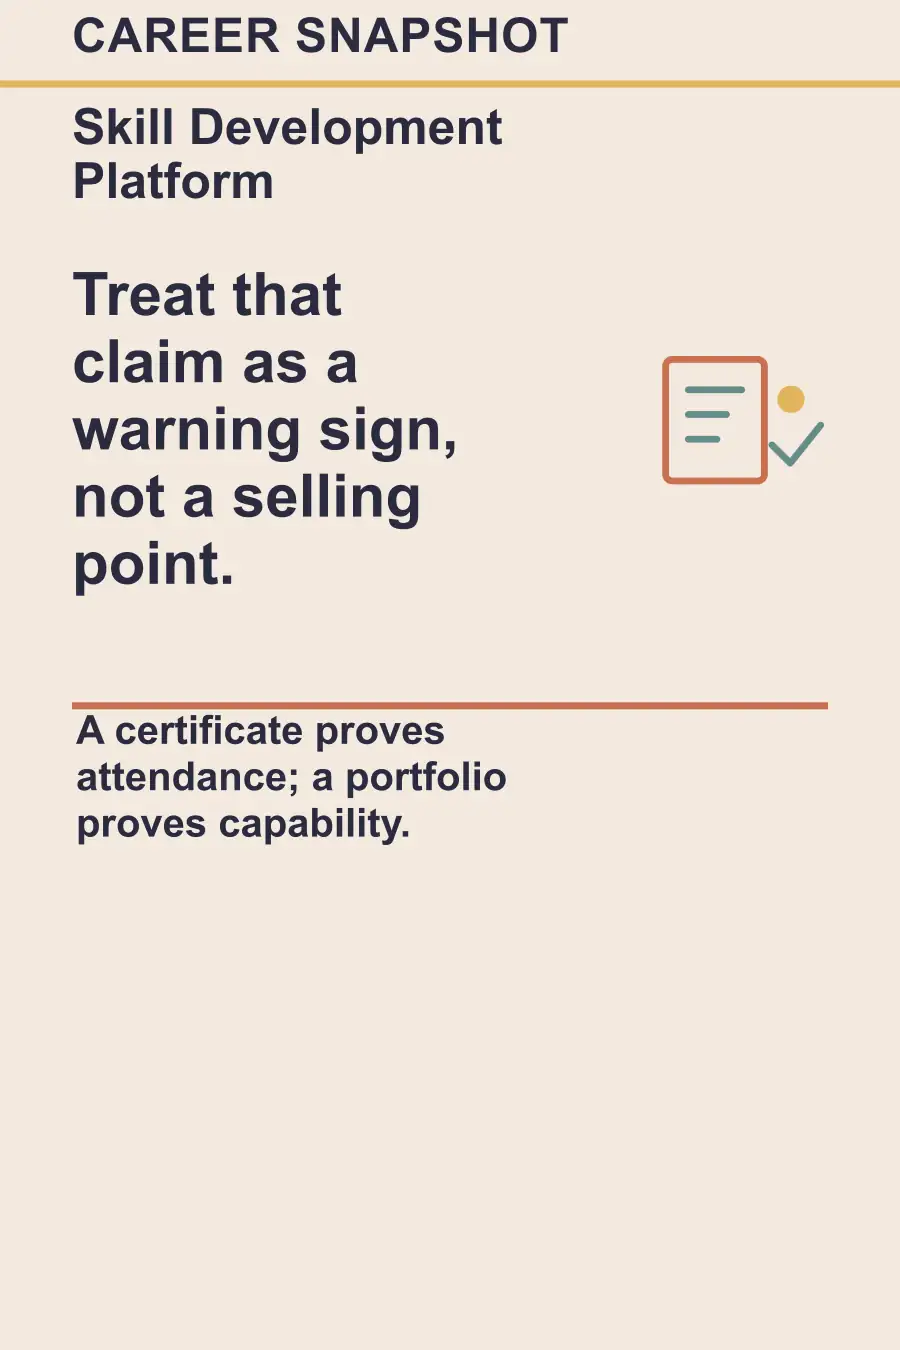 CAREER SNAPSHOT
Skill Development
Platform
Treat that
claim as a
warning sign,
not a selling
point.
A certificate proves
attendance; a portfolio
proves capability.